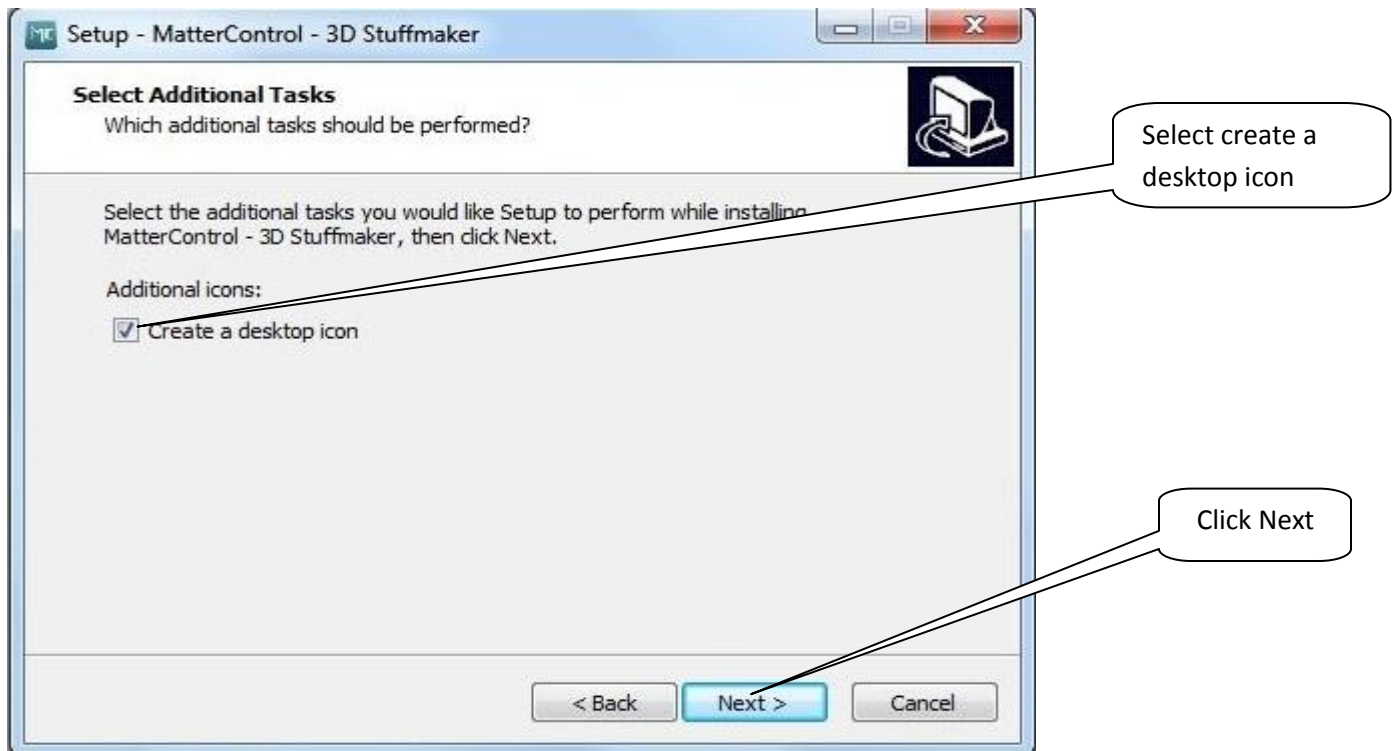 Setup - MatterControl - 3D Stuffmaker
Select Additional Tasks
Which additional tasks should be performed?
Select create a
desktop icon
Select the additional tasks you would like Setup to perform while installing
MatterControl - 3D Stuffmaker, then click Next.
Additional icons:
Create a desktop icon
Click Next
< Back
Next >
Cancel